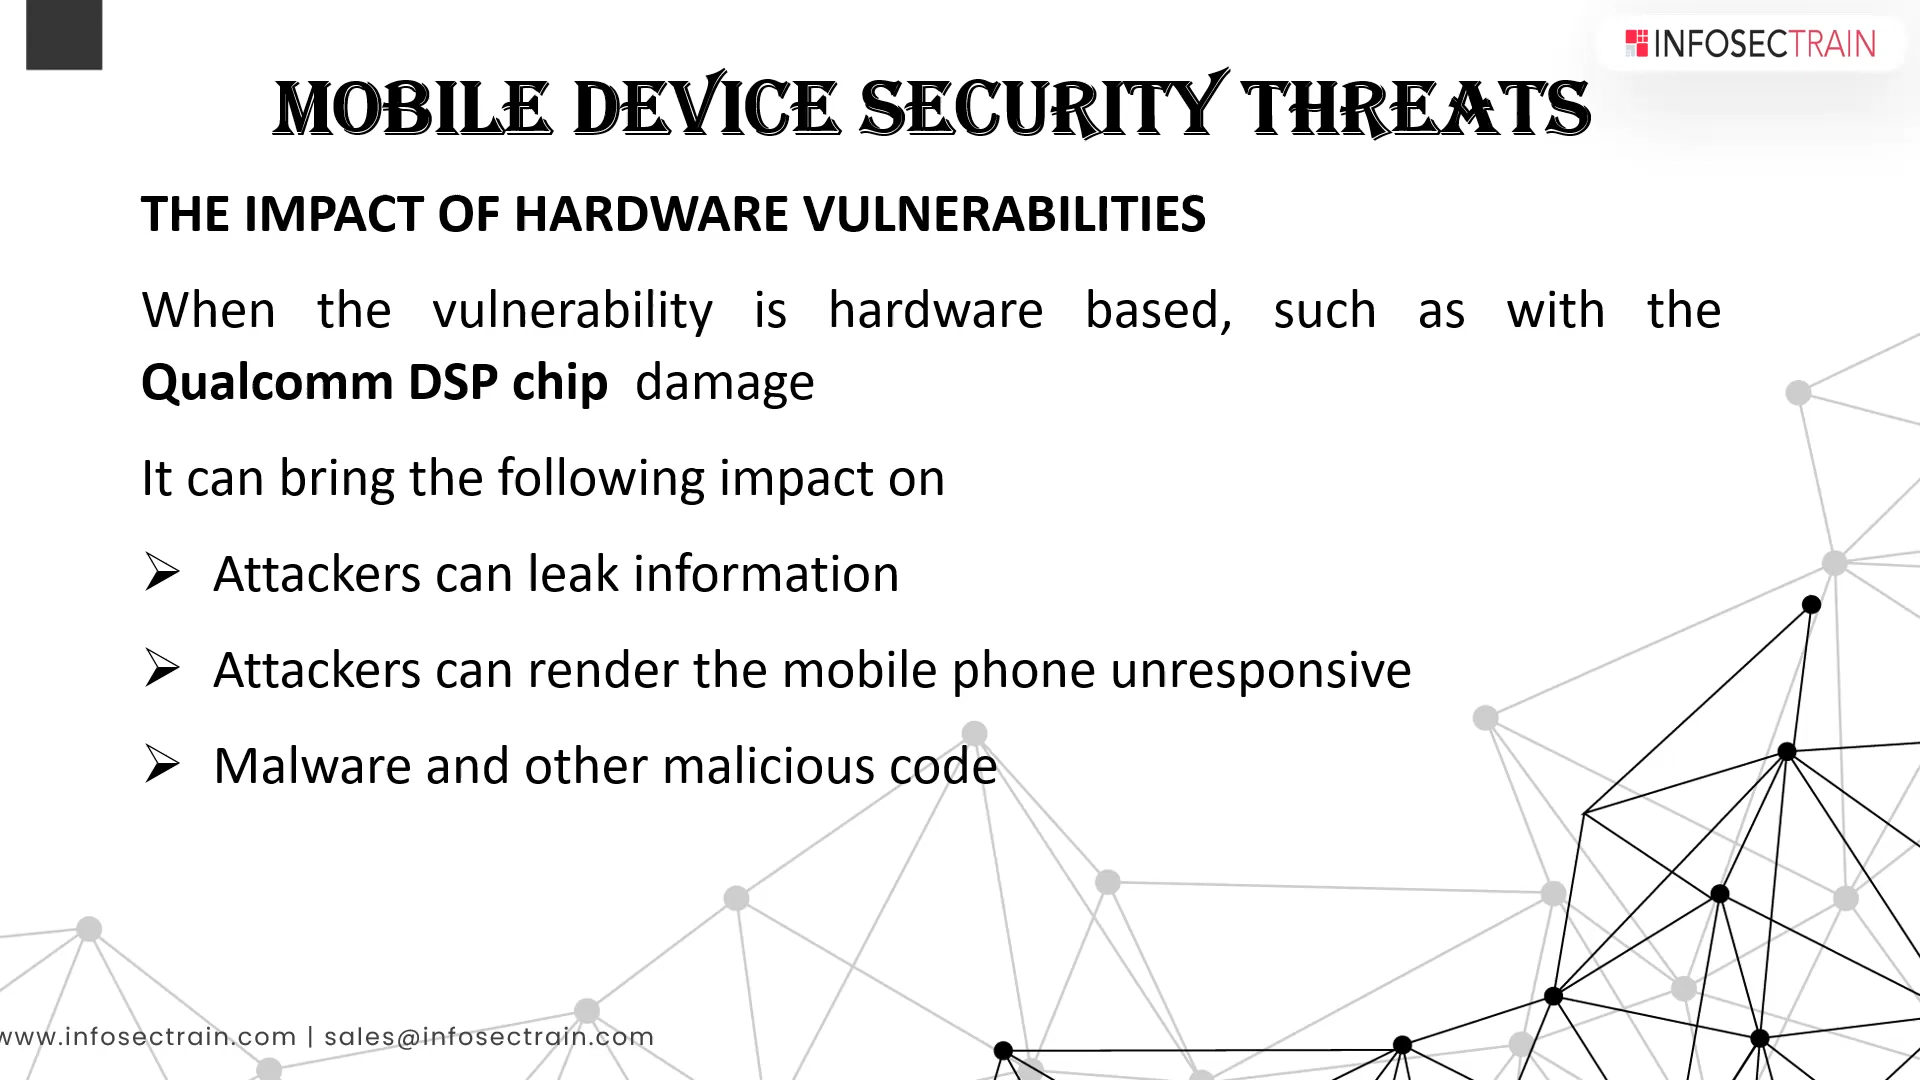 INFOSECTRAIN
MOBILE DEVICE SECURITY THREATS
THE IMPACT OF HARDWARE VULNERABILITIES
When the vulnerability is hardware based, such as with the
Qualcomm DSP chip damage
It can bring the following impact on
➢ Attackers can leak information
➢ Attackers can render the mobile phone unresponsive
➢ Malware and other malicious code
www.infosectrain.com | sales@infosectrain.com